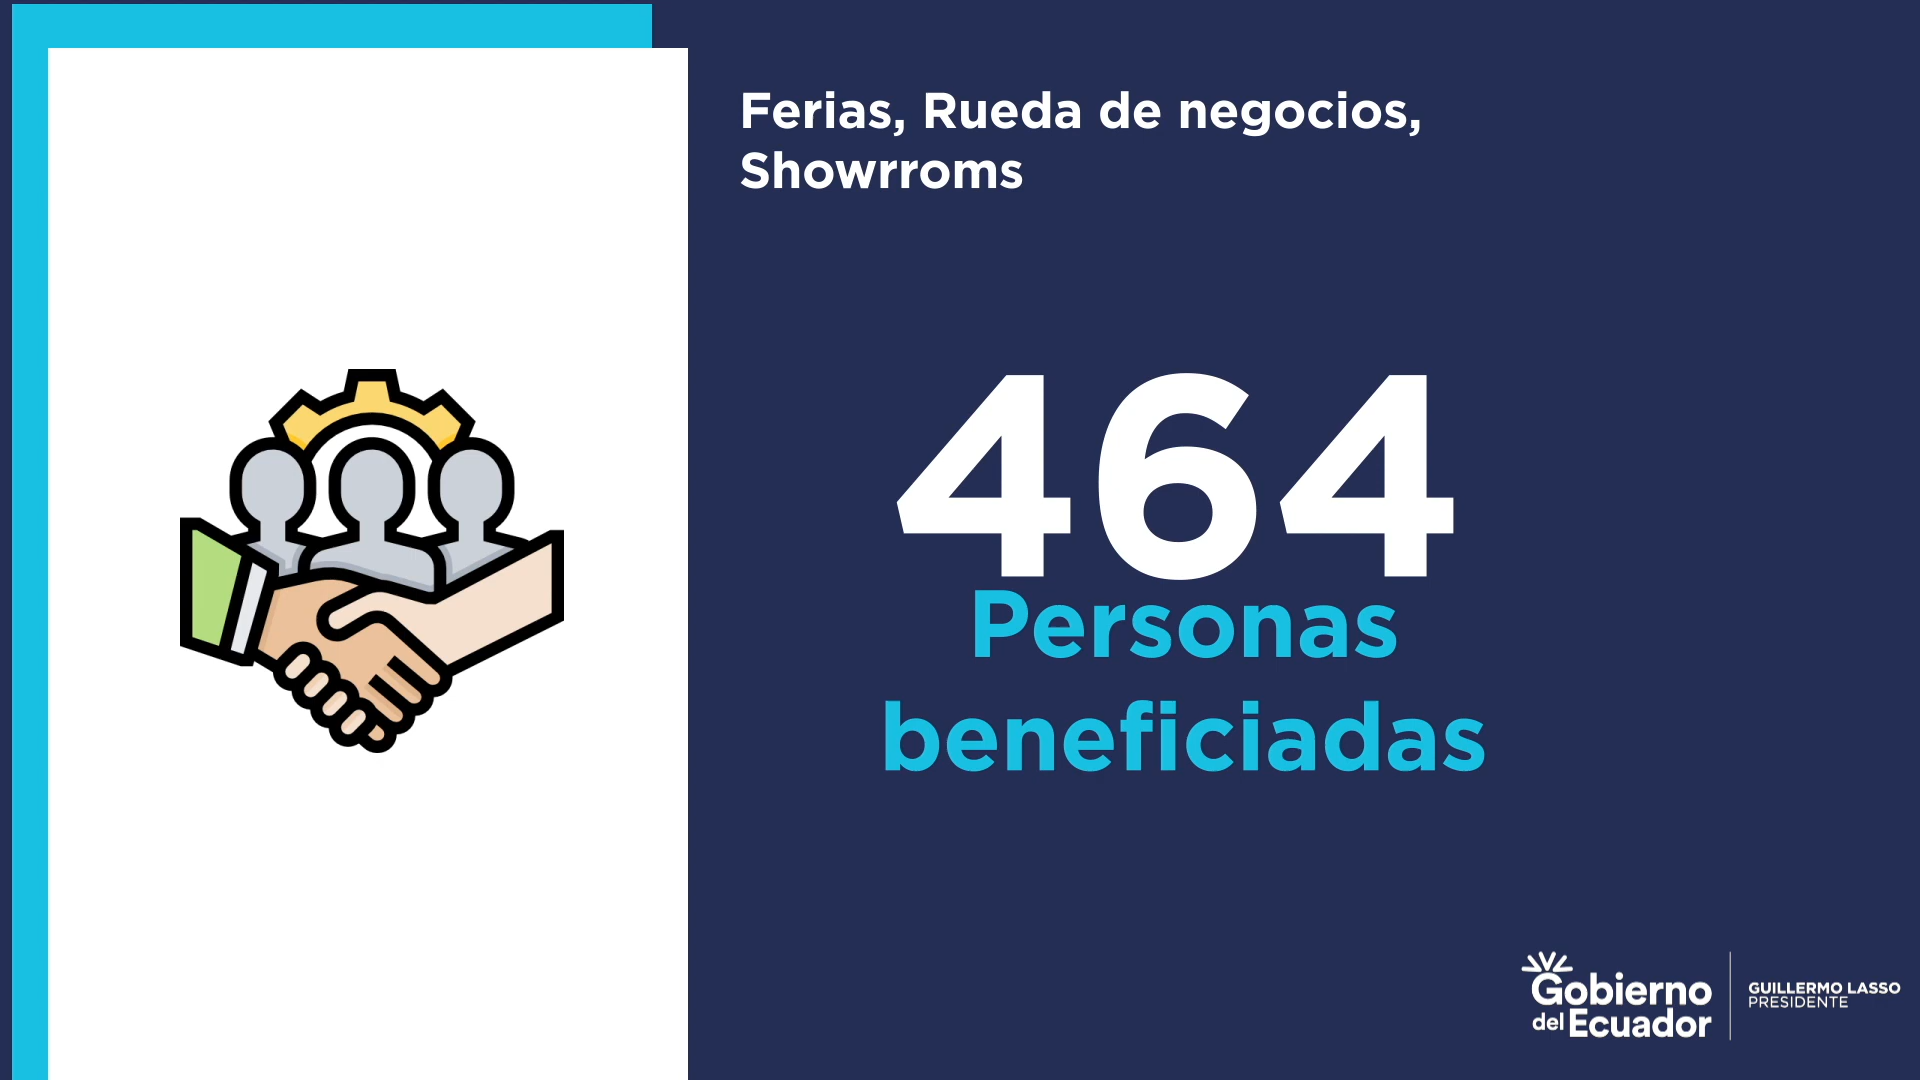 Ferias, Rueda de negocios,
Showrroms
464
Personas
beneficiadas
Gobierno
del Ecuador
GUILLERMO LASSO
PRESIDENTE